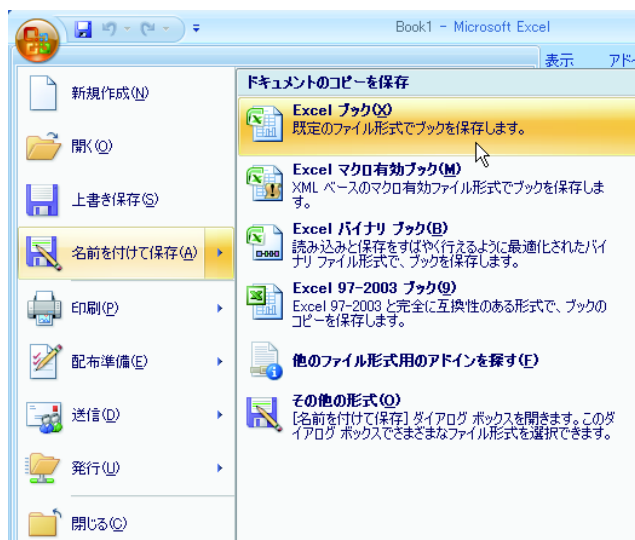 Book1 - Microsoft Excel
表示
新規作成(N)
開く(O)
上書き保存(S)
名前を付けて保存(A)
印刷(P)
配布準備(E)
送信(D)
発行(U)
閉じる(C)
ドキュメントのコピーを保存
Excel ブック(X)
既定のファイル形式でブックを保存します。
Excel マクロ有効ブック(M)
XML ベースのマクロ有効ファイル形式でブックを保存しま
す。
Excel バイナリ ブック(B)
読み込みと保存をすばやく行えるように最適化されたバイ
ナリ ファイル形式で、ブックを保存します。
Excel 97-2003 ブック(9)
Excel 97-2003 と完全に互換性のある形式で、ブックの
コピーを保存します。
他のファイル形式用のアドインを探す(F)
その他の形式(O)
[名前を付けて保存] ダイアログ ボックスを開きます。このダ
イアログ ボックスでさまざまなファイル形式を選択できます。